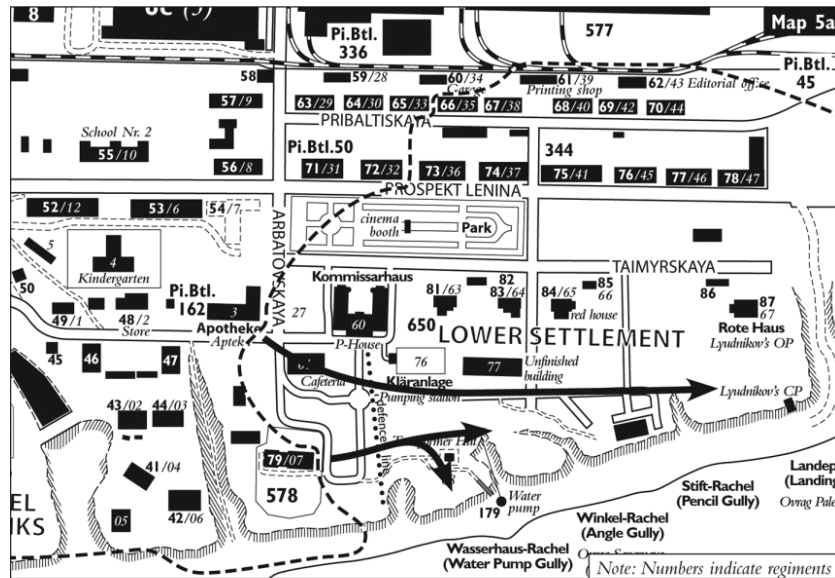 8
6C (5)
Pi.Btl.
336
577
Map 5a
Pi.Btl.
45
58
59/28
60/34
Garage
61/39
Printing shop
62/43
Editorial office
57/9
63/29
64/30
65/33
66/35
67/38
68/40
69/42
70/44
PRIBALTISKAYA
School Nr. 2
55/10
56/8
Pi.Btl.50
344
71/31
72/32
73/36
74/37
75/41
76/45
77/46
78/47
PROSPEKT LENINA
52/12
53/6
54/7
ARBATOVSKAYA
cinema
booth
Park
5
4
Kindergarten
50
Pi.Btl.
162
Kommissarhaus
TAIMYRSKAYA
81/63
82
83/64
84/65
red house
85
66
86
87
67
49/1
48/2
Store
3
Apotheke
Aptek
27
60
P-House
650
LOWER SETTLEMENT
Rote Haus
Lyudnikov's OP
45
46
47
Cafeteria
76
Kläranlage
Pumping station
77
Unfinished
building
Lyudnikov's CP
43/02
44/03
defence line
41/04
79/07
578
42/06
05
179
Water
pump
Stift-Rachel
(Pencil Gully)
Winkel-Rachel
(Angle Gully)
Wasserhaus-Rachel
(Water Pump Gully)
Note: Numbers indicate regiments